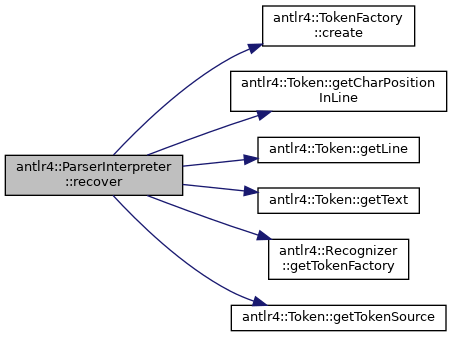 antlr4::TokenFactory
::create
antlr4::Token::getCharPosition
InLine
antlr4::Token::getLine
antlr4::ParserInterpreter
::recover
antlr4::Token::getText
antlr4::Recognizer
::getTokenFactory
antlr4::Token::getTokenSource